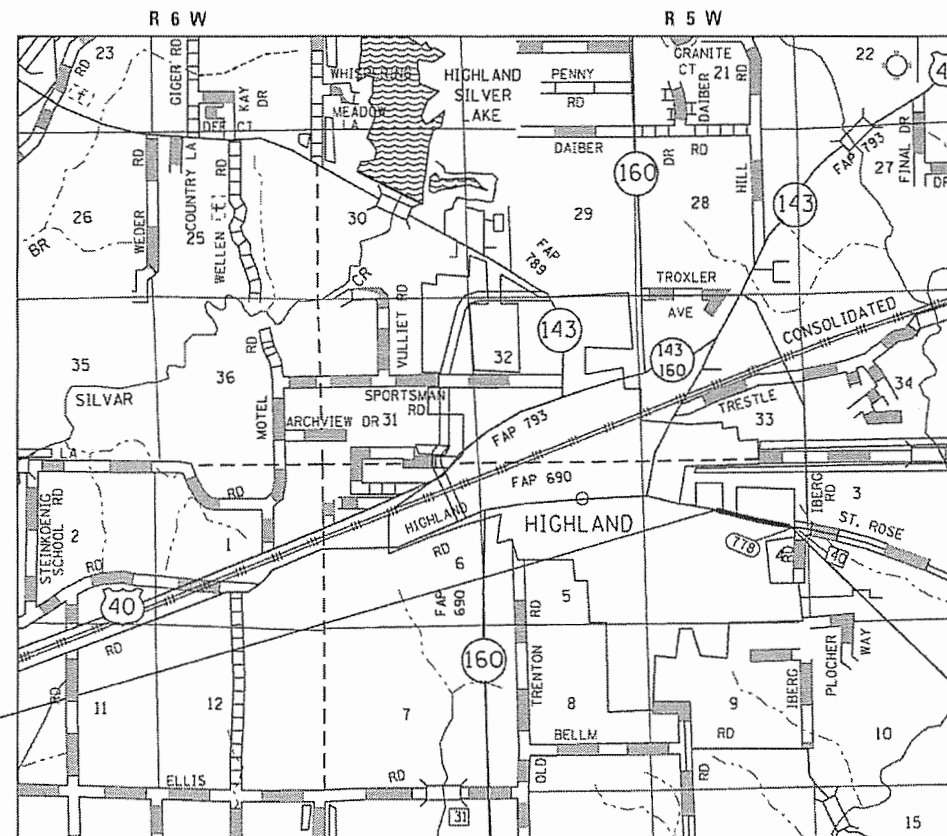 R 6 W
R 5 W
23
RD
GIGER RD
KAY DR
WHISPERING
MEADOW LA
HIGHLAND
SILVER
LAKE
PENNY
RD
GRANITE
CT
21
DAIBER
RD
22
DAIBER
DR
RD
160
HILL
FAP 793
FINAL DR
27
143
26
BR
WEDER
RD
COUNTRY LA
25
WELLEN
RD
30
CR
29
28
FAP
789
TROXLER
AVE
CONSOLIDATED
35
SILVAR
36
RD
MOTEL
VULLIET RD
32
143
143
160
SPORTSMAN
RD
ARCHVIEW DR
31
FAP 793
TRESTLE
33
34
LA
RD
FAP 690
HIGHLAND
RD
HIGHLAND
STEINKOENIG
SCHOOL RD
2
RD
1
6
FAP
690
5
778
4
RD
40
IBERG
RD
3
ST. ROSE
40
RD
160
RD
TRENTON
OLD
PLOCHER
WAY
IBERG
11
RD
12
7
8
BELLM
RD
9
RD
10
ELLIS
RD
31
15